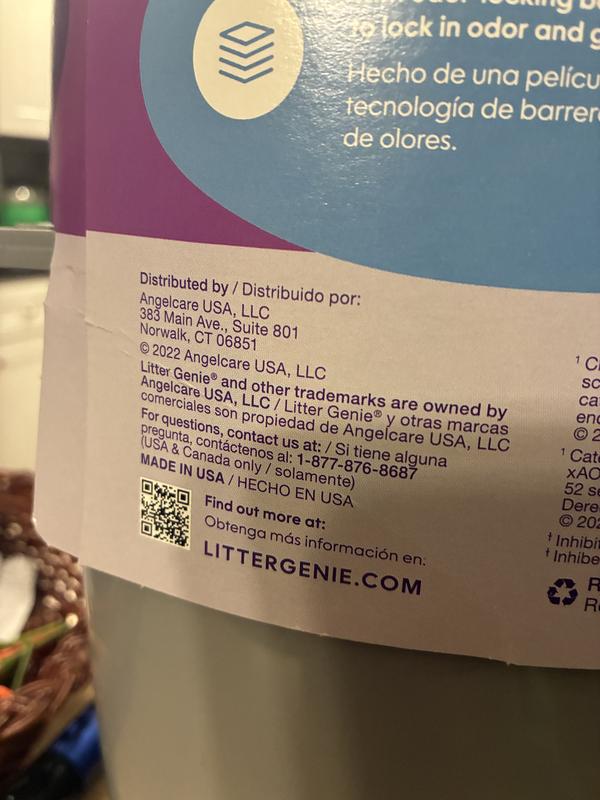 to lock in odor and
Hecho de una
tecnología de
de olores.
Distributed by / Distribuido por:
Angelcare USA, LLC
383 Main Ave., Suite 801
Norwalk, CT 06851
© 2022 Angelcare USA, LLC
Litter Genie® and other trademarks are owned by
Angelcare USA, LLC / Litter Genie® y otras marcas
comerciales son propiedad de Angelcare USA, LLC
For questions, contact us at: / Si tiene alguna
pregunta, contáctenos al: 1-877-876-8687
(USA & Canada only / solamente)
MADE IN USA / HECHO EN USA
Find out more at:
Obtenga más información en:
LITTERGENIE.COM
1
©
1
xAO
52
©
‡
‡